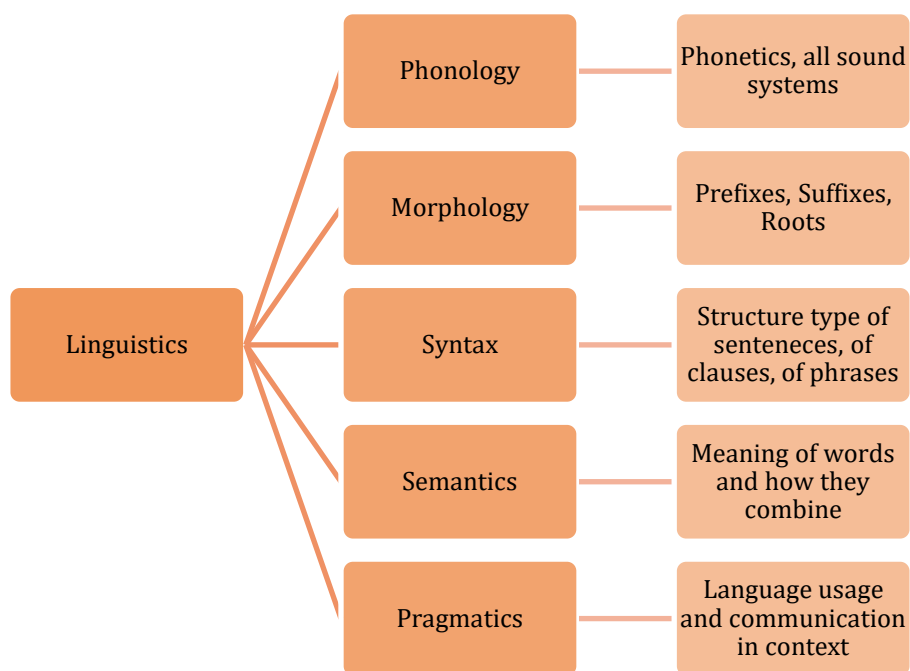 Linguistics
Phonology
Phonetics, all sound
systems
Morphology
Prefixes, Suffixes,
Roots
Syntax
Structure type of
senteneces, of
clauses, of phrases
Semantics
Meaning of words
and how they
combine
Pragmatics
Language usage
and communication
in context